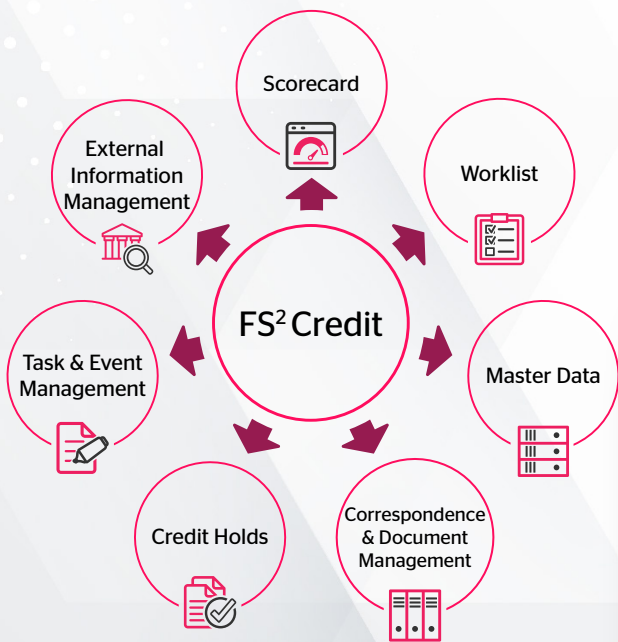 Scorecard
External
Information
Management
Worklist
FS² Credit
Task & Event
Management
Master Data
Credit Holds
Correspondence
& Document
Management